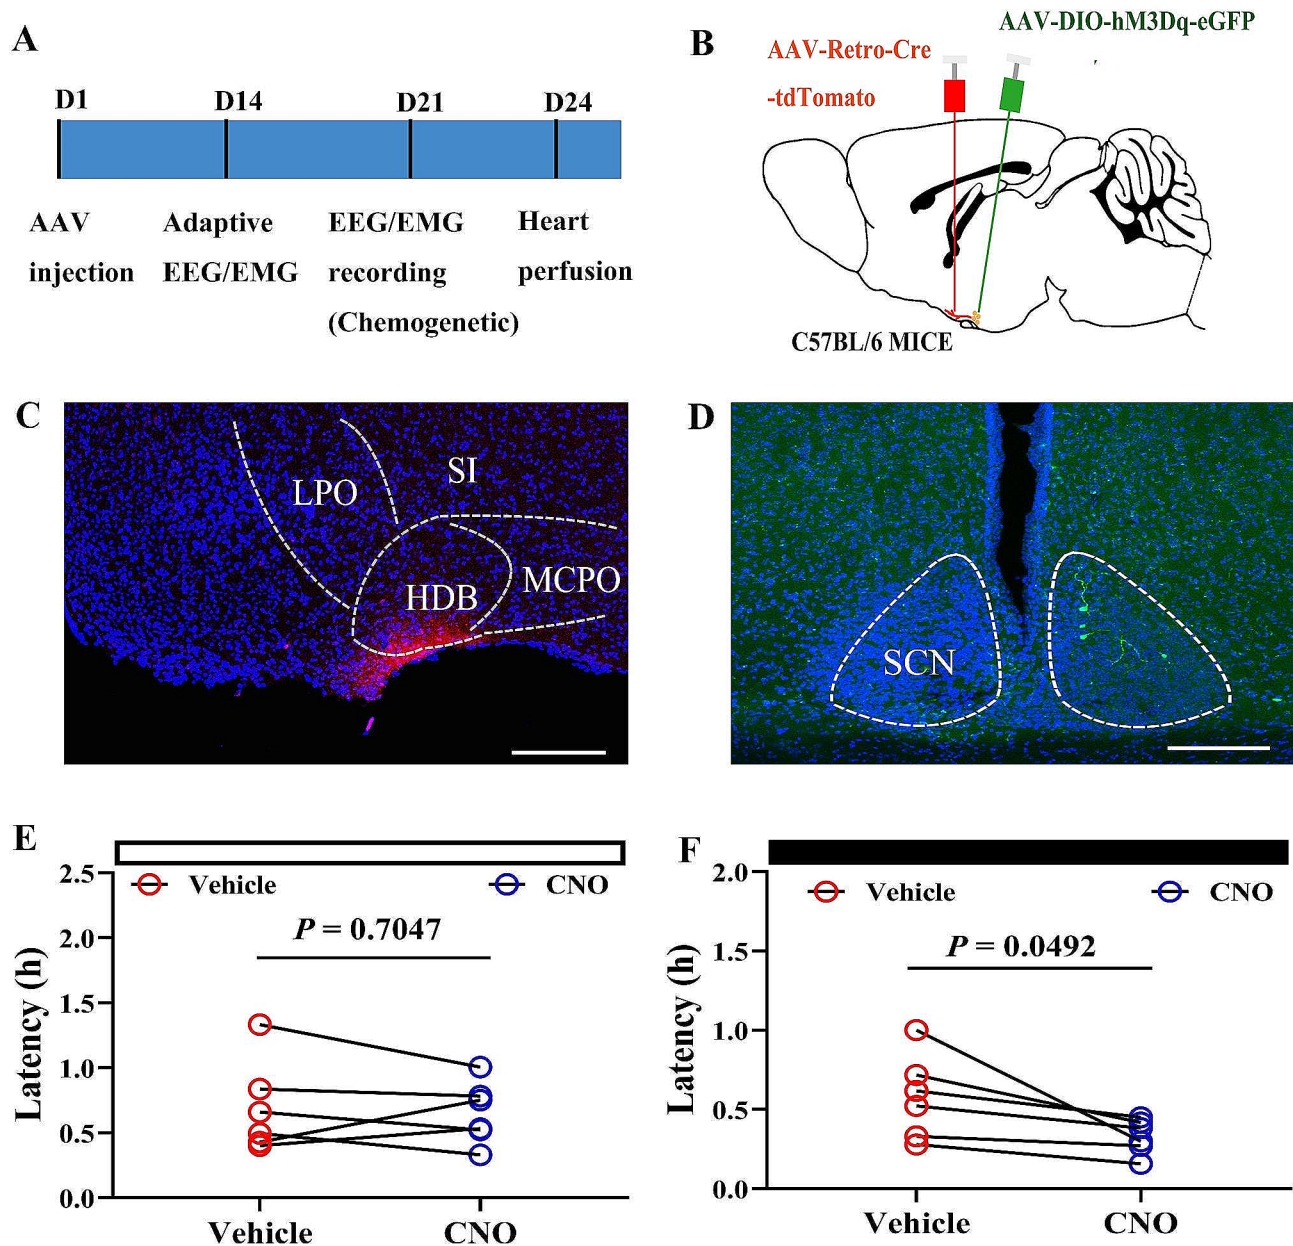 A
D1 D14 D21 D24
AAV injection
Adaptive EEG/EMG
EEG/EMG recording (Chemogenetic)
Heart perfusion
B
AAV-Retro-Cre
-tdTomato
AAV-DIO-hM3Dq-eGFP
C57BL/6 MICE
C
LPO
SI
HDB
MCPO
D
SCN
E
Vehicle CNO
P = 0.7047
Latency (h)
2.5
2.0
1.5
1.0
0.5
0.0
Vehicle CNO
F
Vehicle CNO
P = 0.0492
Latency (h)
2.0
1.5
1.0
0.5
0.0
Vehicle CNO